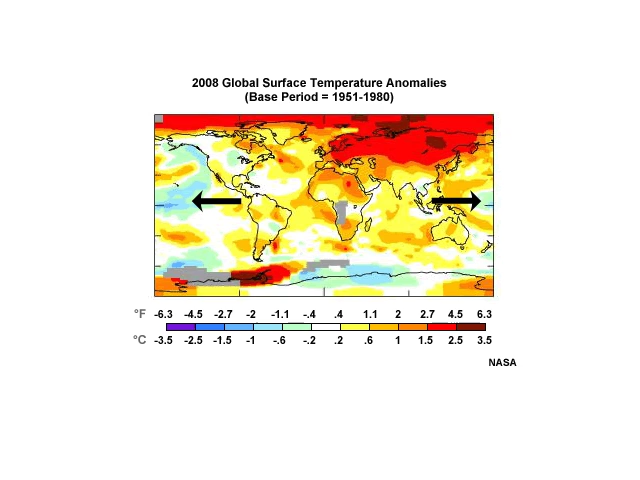 2008 Global Surface Temperature Anomalies
(Base Period = 1951-1980)
°F -6.3 -4.5 -2.7 -2 -1.1 -.4 .4 1.1 2 2.7 4.5 6.3
°C -3.5 -2.5 -1.5 -1 -.6 -.2 .2 .6 1 1.5 2.5 3.5
NASA